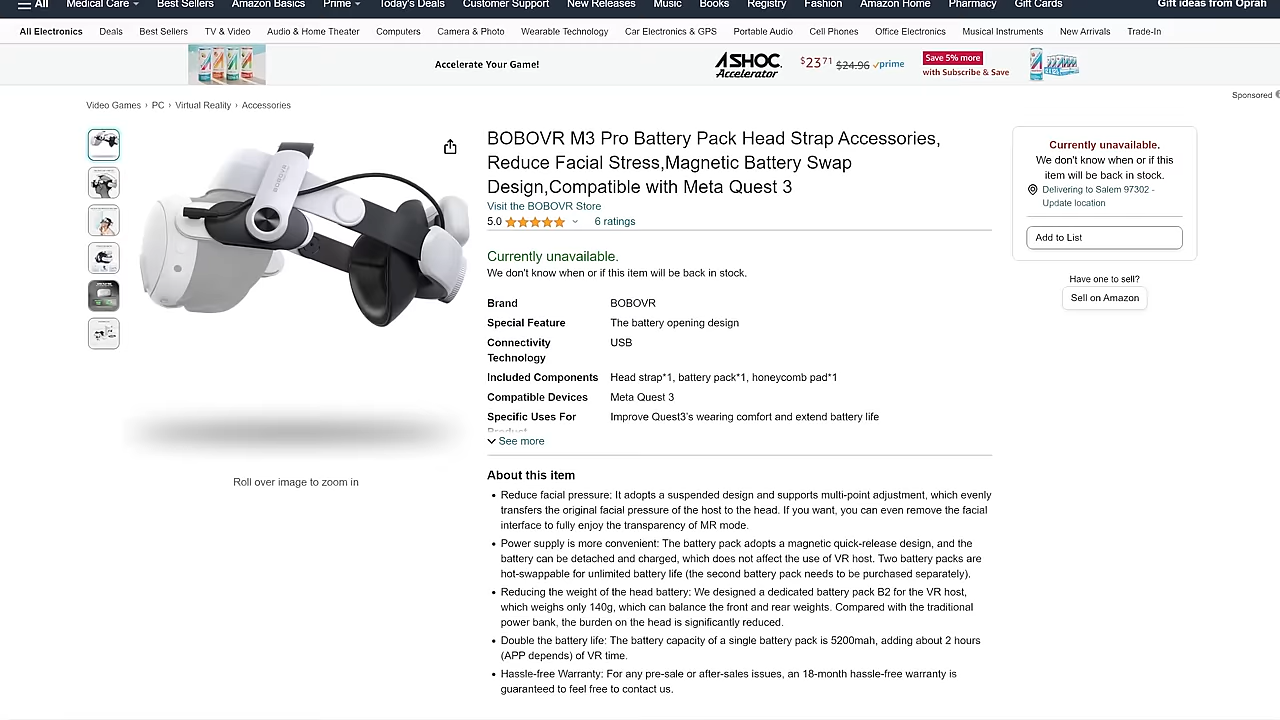 All Medical Care Best Sellers Amazon Basics Prime Today's Deals Customer Support New Releases Music Books Registry Fashion Amazon Home Pharmacy Gift Cards Gift ideas from Oprah
All Electronics Deals Best Sellers TV & Video Audio & Home Theater Computers Camera & Photo Wearable Technology Car Electronics & GPS Portable Audio Cell Phones Office Electronics Musical Instruments New Arrivals Trade-In
Accelerate Your Game!
ASHOC
Accelerator
$23 71 $24.96 prime
Save 5% more
with Subscribe & Save
Sponsored
Video Games › PC › Virtual Reality › Accessories
BOBOVR
BOBOVR M3 Pro Battery Pack Head Strap Accessories,
Reduce Facial Stress,Magnetic Battery Swap
Design,Compatible with Meta Quest 3
Visit the BOBOVR Store
5.0 6 ratings
Currently unavailable.
We don't know when or if this item will be back in stock.
Brand BOBOVR
Special Feature The battery opening design
Connectivity USB
Technology
Included Components Head strap*1, battery pack*1, honeycomb pad*1
Compatible Devices Meta Quest 3
Specific Uses For Improve Quest3's wearing comfort and extend battery life
Product
See more
Roll over image to zoom in
About this item
• Reduce facial pressure: It adopts a suspended design and supports multi-point adjustment, which evenly
transfers the original facial pressure of the host to the head. If you want, you can even remove the facial
interface to fully enjoy the transparency of MR mode.
• Power supply is more convenient: The battery pack adopts a magnetic quick-release design, and the
battery can be detached and charged, which does not affect the use of VR host. Two battery packs are
hot-swappable for unlimited battery life (the second battery pack needs to be purchased separately).
• Reducing the weight of the head battery: We designed a dedicated battery pack B2 for the VR host,
which weighs only 140g, which can balance the front and rear weights. Compared with the traditional
power bank, the burden on the head is significantly reduced.
• Double the battery life: The battery capacity of a single battery pack is 5200mah, adding about 2 hours
(APP depends) of VR time.
• Hassle-free Warranty: For any pre-sale or after-sales issues, an 18-month hassle-free warranty is
guaranteed to feel free to contact us.
Currently unavailable.
We don't know when or if this
item will be back in stock.
Delivering to Salem 97302 -
Update location
Add to List
Have one to sell?
Sell on Amazon